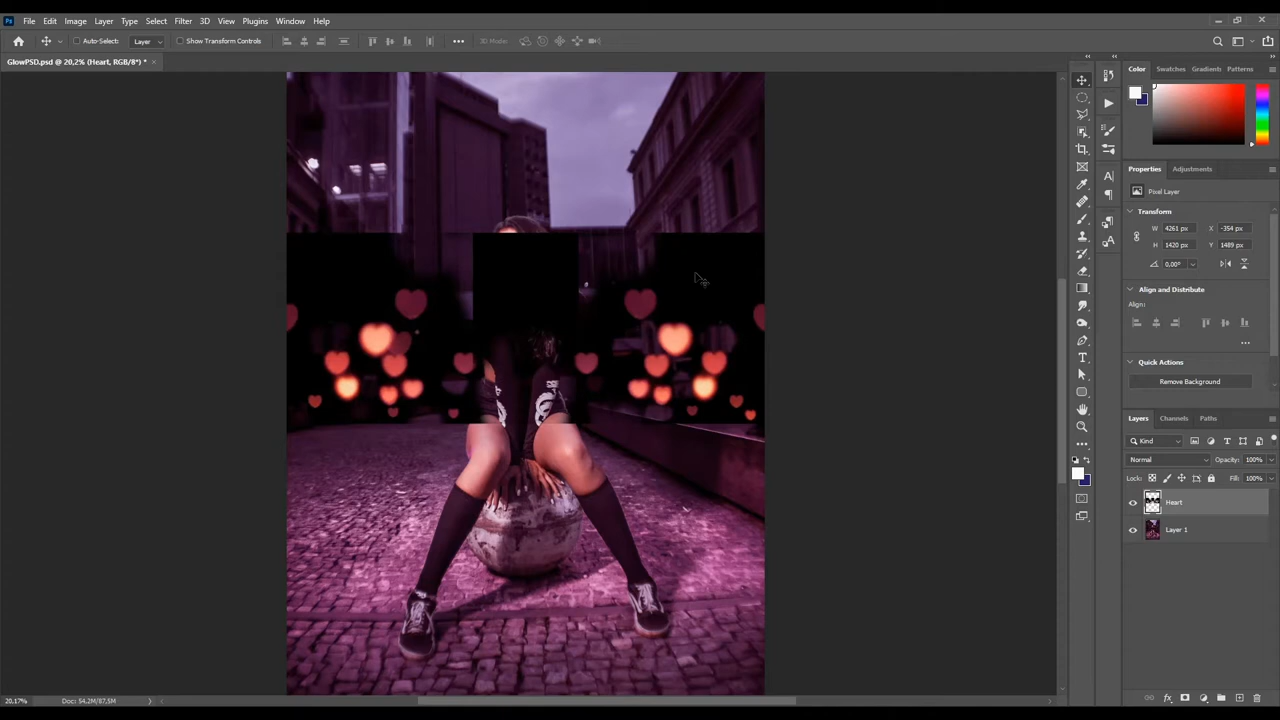 Ps File Edit Image Layer Type Select Filter 3D View Plugins Window Help
Auto-Select: Layer Show Transform Controls 3D Mode:
GlowPSD.psd @ 20,2% (Heart, RGB/8*) * ×
Color Swatches Gradients Patterns
Properties Adjustments
Pixel Layer
Transform
W 4261 px X -354 px
H 1420 px Y 1489 px
0,00°
Align and Distribute
Align:
Quick Actions
Remove Background
Layers Channels Paths
Kind
Normal Opacity: 100%
Lock: Fill: 100%
Heart
Layer 1
20,17% Doc: 54,2M/87,5M